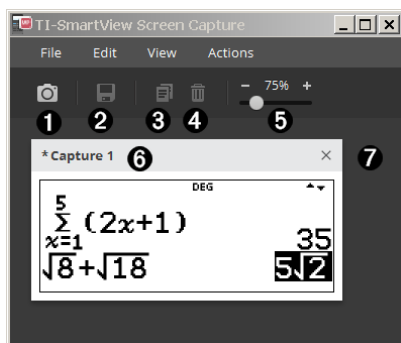 TI-SmartView Screen Capture
File Edit View Actions
− 75% +
1 2 3 4 5
*Capture 1 6 × 7
DEG
5
Σ (2x+1)
x=1
35
√8+√18 5√2